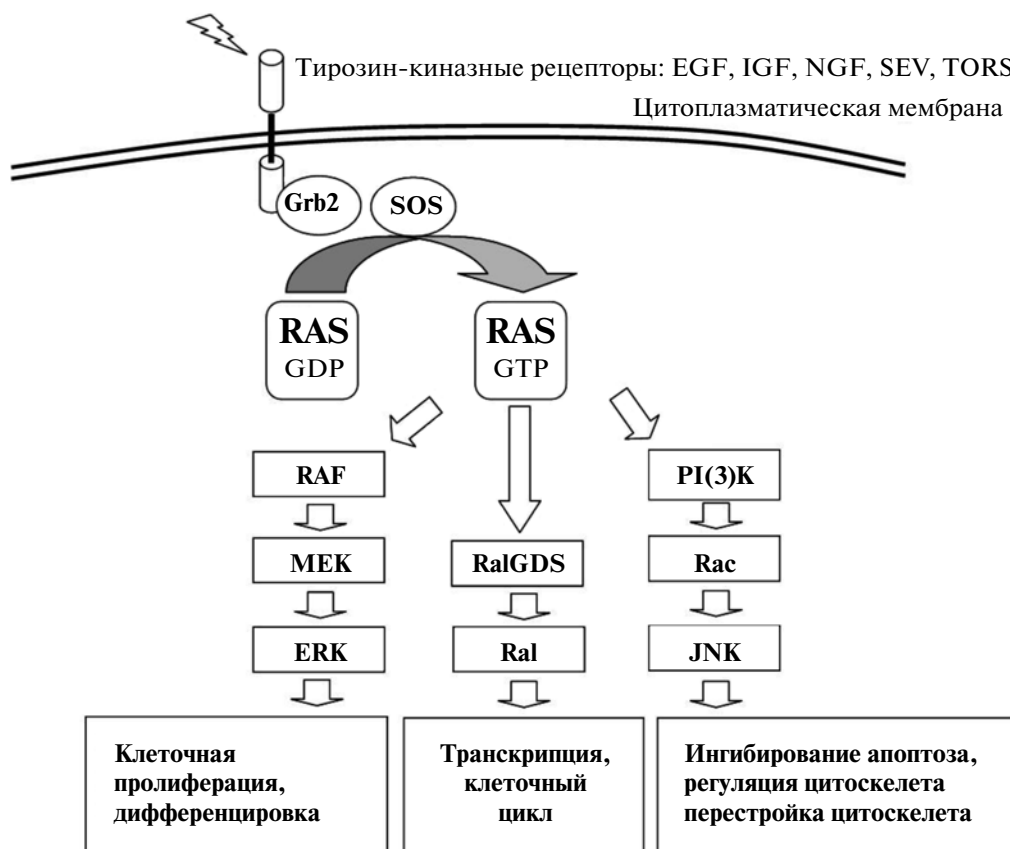 Тирозин-киназные рецепторы: EGF, IGF, NGF, SEV, TORS
Цитоплазматическая мембрана
Grb2
SOS
RAS
GDP
RAS
GTP
RAF
PI(3)K
MEK
RalGDS
Rac
ERK
Ral
JNK
Клеточная
пролиферация,
дифференцировка
Транскрипция,
клеточный
цикл
Ингибирование апоптоза,
регуляция цитоскелета
перестройка цитоскелета